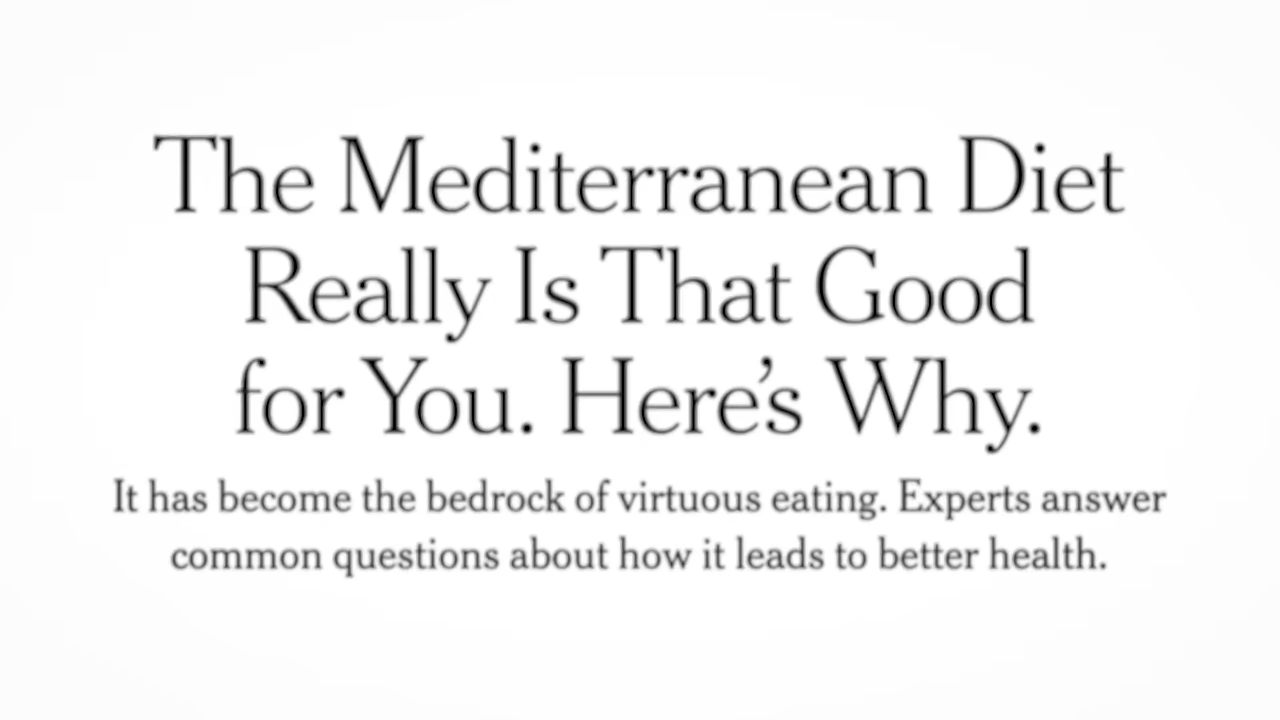 The Mediterranean Diet
Really Is That Good
for You. Here’s Why.
It has become the bedrock of virtuous eating. Experts answer
common questions about how it leads to better health.